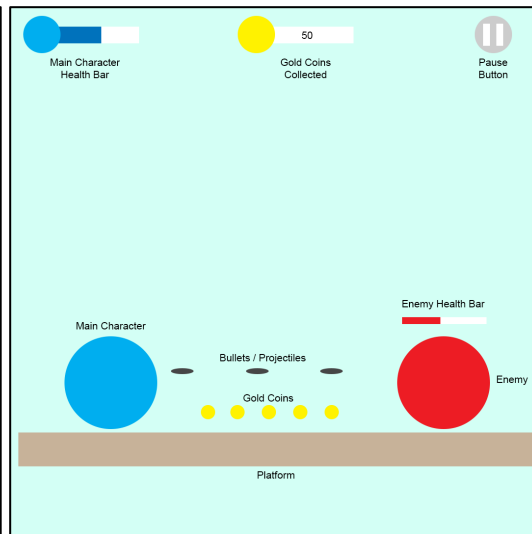 50
Main Character
Health Bar
Gold Coins
Collected
Pause
Button
Enemy Health Bar
Main Character
Bullets / Projectiles
Enemy
Gold Coins
Platform